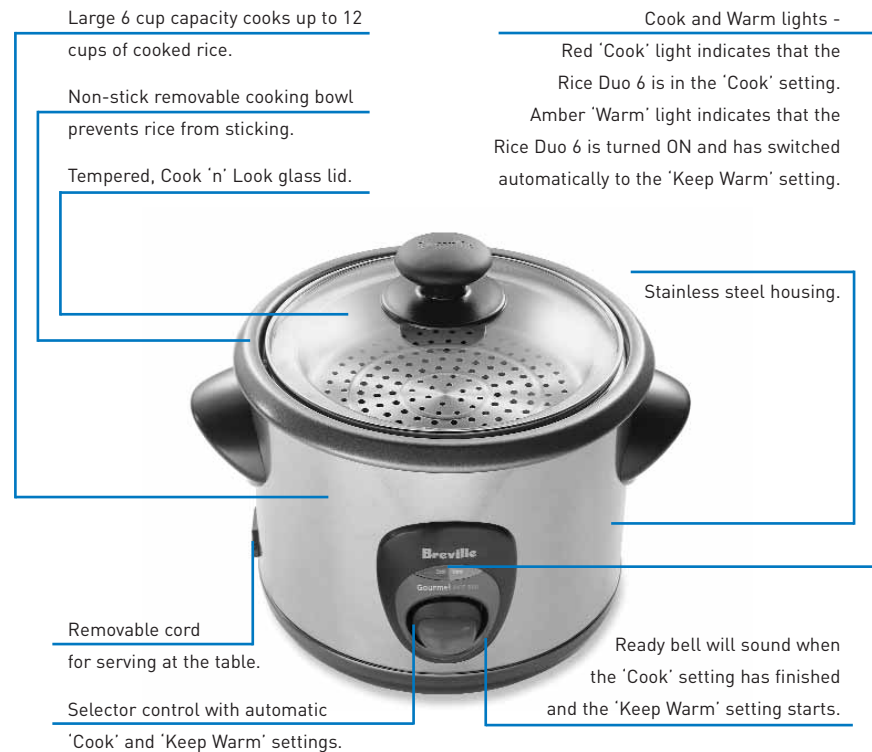 Large 6 cup capacity cooks up to 12
cups of cooked rice.
Non-stick removable cooking bowl
prevents rice from sticking.
Tempered, Cook ‘n’ Look glass lid.
Cook and Warm lights -
Red ‘Cook’ light indicates that the
Rice Duo 6 is in the ‘Cook’ setting.
Amber ‘Warm’ light indicates that the
Rice Duo 6 is turned ON and has switched
automatically to the ‘Keep Warm’ setting.
Stainless steel housing.
Breville
Gourmet
Removable cord
for serving at the table.
Selector control with automatic
‘Cook’ and ‘Keep Warm’ settings.
Ready bell will sound when
the ‘Cook’ setting has finished
and the ‘Keep Warm’ setting starts.